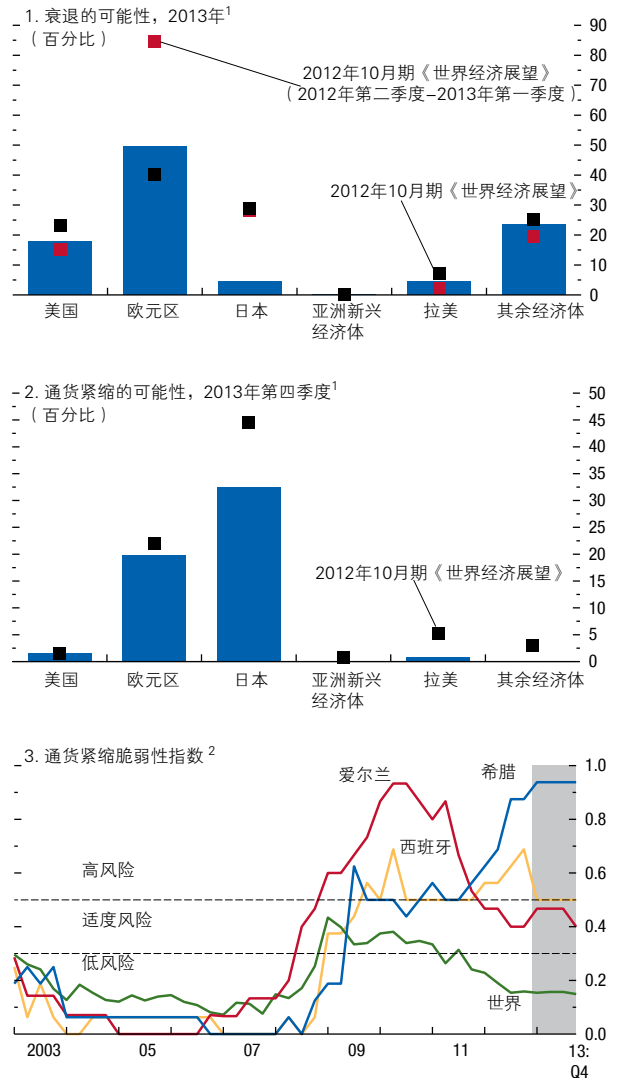 1. 衰退的可能性，2013年1
（百分比）
2012年10月期《世界经济展望》
（2012年第二季度–2013年第一季度）
2012年10月期《世界经济展望》
90
80
70
60
50
40
30
20
10
0
美国 欧元区 日本 亚洲新兴 拉美 其余经济体
经济体
2. 通货紧缩的可能性，2013年第四季度1
（百分比）
2012年10月期《世界经济展望》
50
45
40
35
30
25
20
15
10
5
0
美国 欧元区 日本 亚洲新兴 拉美 其余经济体
经济体
3. 通货紧缩脆弱性指数 2
爱尔兰 希腊
西班牙
高风险
适度风险
低风险
世界
1.0
0.8
0.6
0.4
0.2
0.0
2003 05 07 09 11 13:
Q4